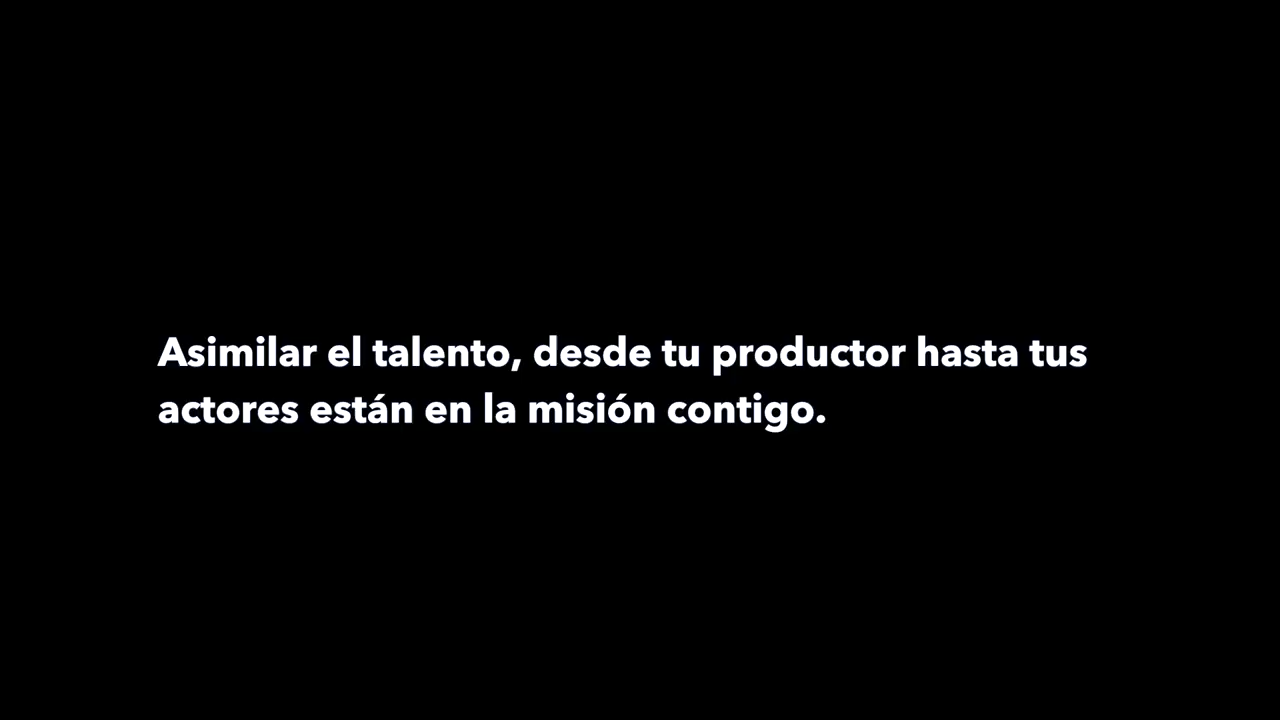 Asimilar el talento, desde tu productor hasta tus
actores están en la misión contigo.